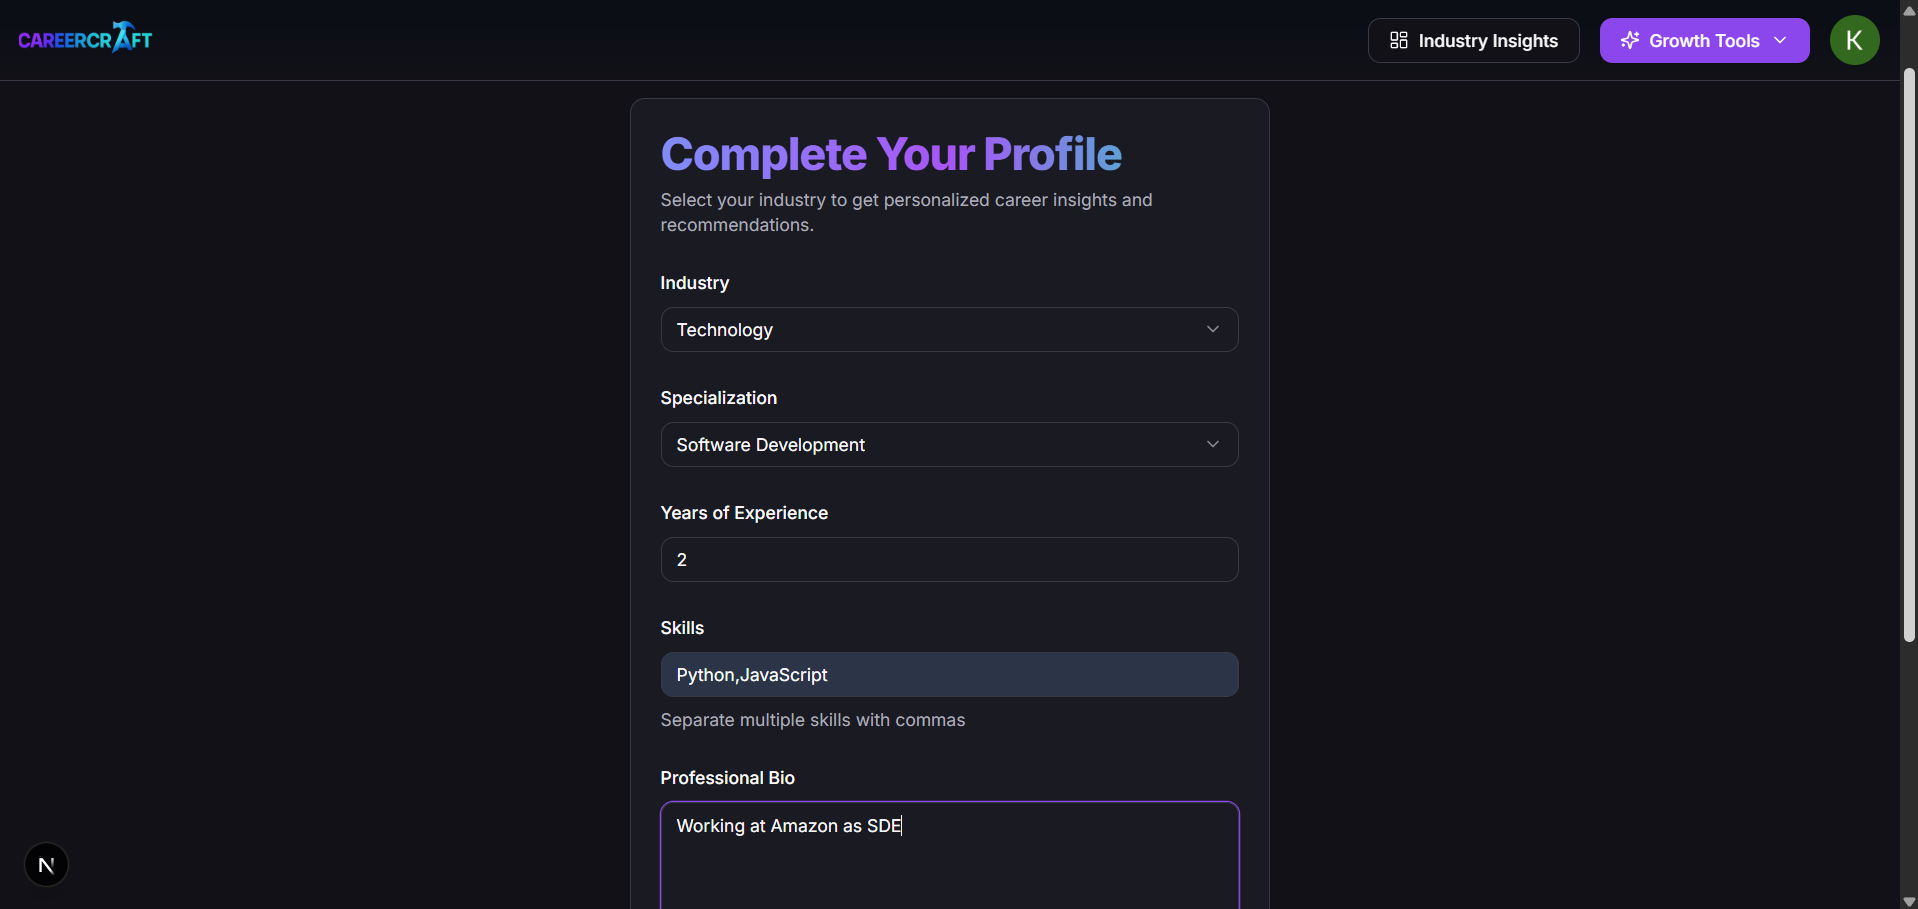 CAREERCRAFT
Industry Insights
Growth Tools
K
Complete Your Profile
Select your industry to get personalized career insights and
recommendations.
Industry
Technology
Specialization
Software Development
Years of Experience
2
Skills
Python,JavaScript
Separate multiple skills with commas
Professional Bio
Working at Amazon as SDE
N